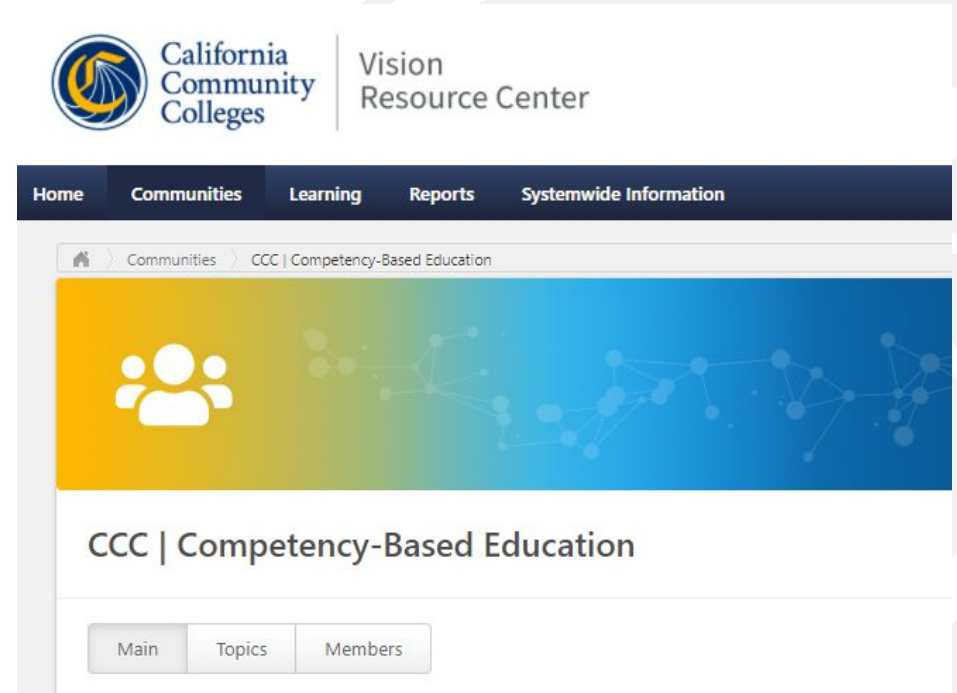 California
Community
Colleges
Vision
Resource Center
Home Communities Learning Reports Systemwide Information
Communities CCC | Competency-Based Education
CCC | Competency-Based Education
Main Topics Members